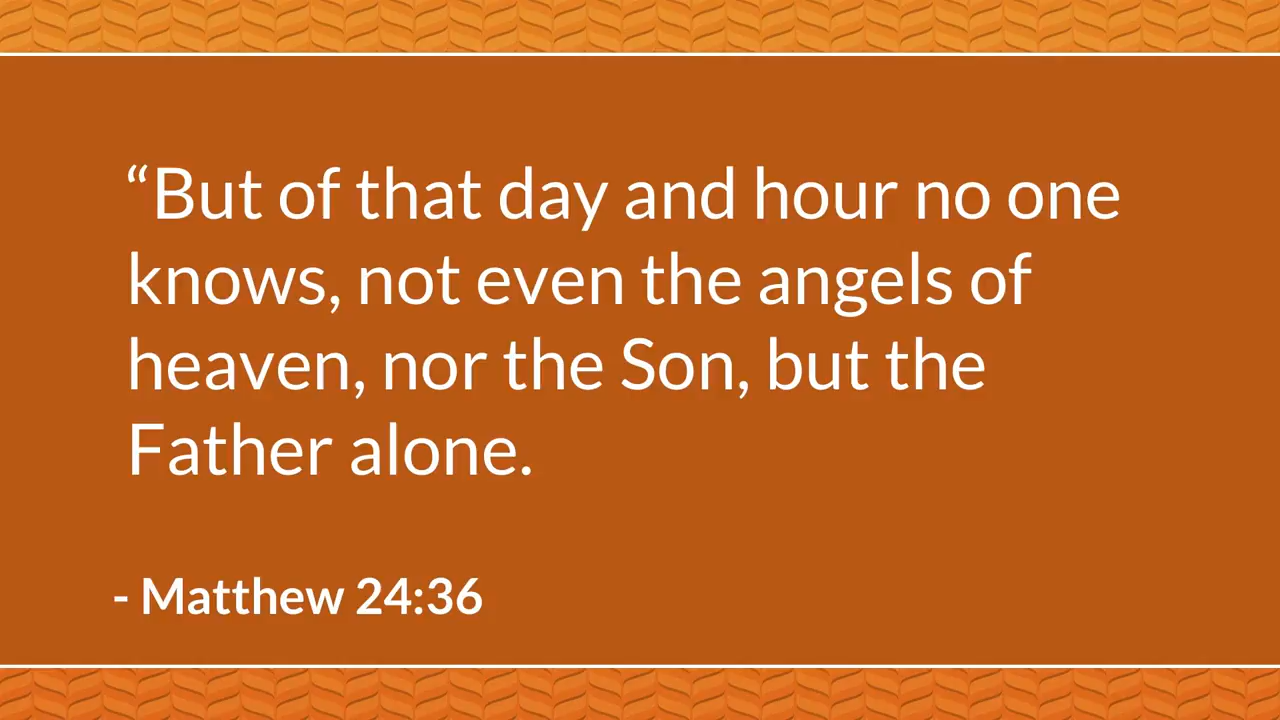 “But of that day and hour no one
knows, not even the angels of
heaven, nor the Son, but the
Father alone.
- Matthew 24:36